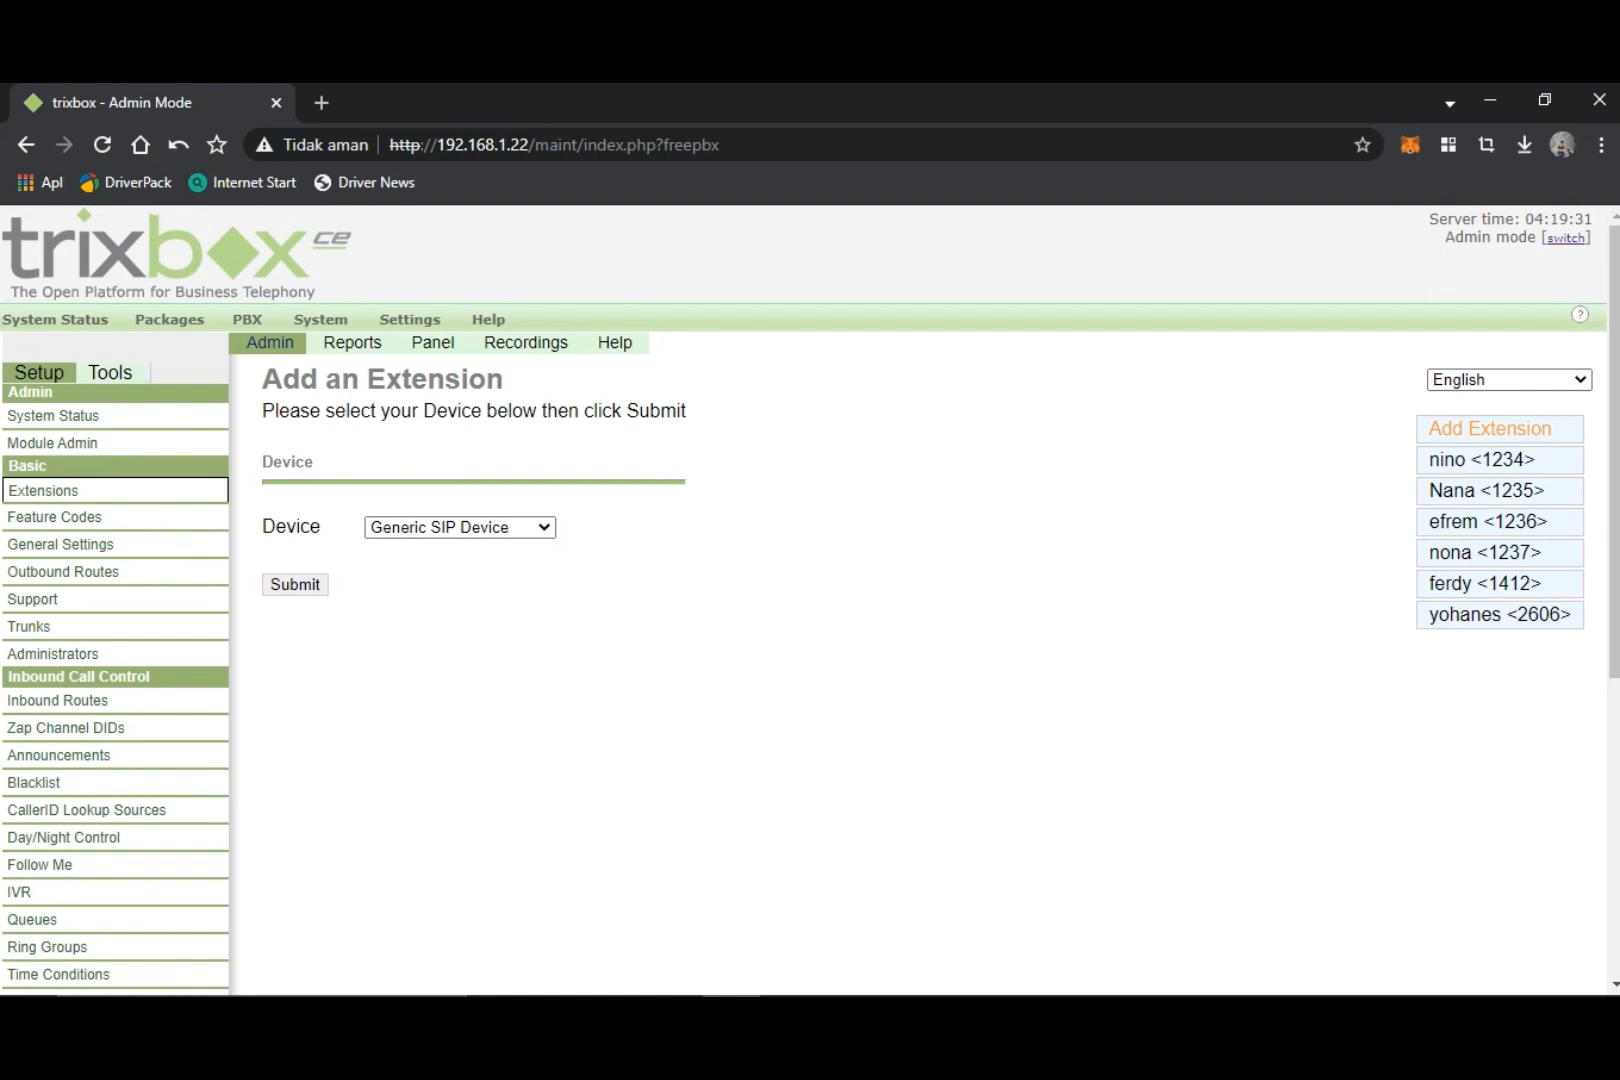 trixbox - Admin Mode
Tidak aman http://192.168.1.22/maint/index.php?freepbx
Apl DriverPack Internet Start Driver News
trixbox CE
The Open Platform for Business Telephony
Server time: 04:19:31
Admin mode [switch]
System Status Packages PBX System Settings Help ?
Admin Reports Panel Recordings Help
Setup Tools
Admin
System Status
Module Admin
Basic
Extensions
Feature Codes
General Settings
Outbound Routes
Support
Trunks
Administrators
Inbound Call Control
Inbound Routes
Zap Channel DIDs
Announcements
Blacklist
CallerID Lookup Sources
Day/Night Control
Follow Me
IVR
Queues
Ring Groups
Time Conditions
Add an Extension
Please select your Device below then click Submit
Device
Device Generic SIP Device
Submit
English
Add Extension
nino <1234>
Nana <1235>
efrem <1236>
nona <1237>
ferdy <1412>
yohanes <2606>